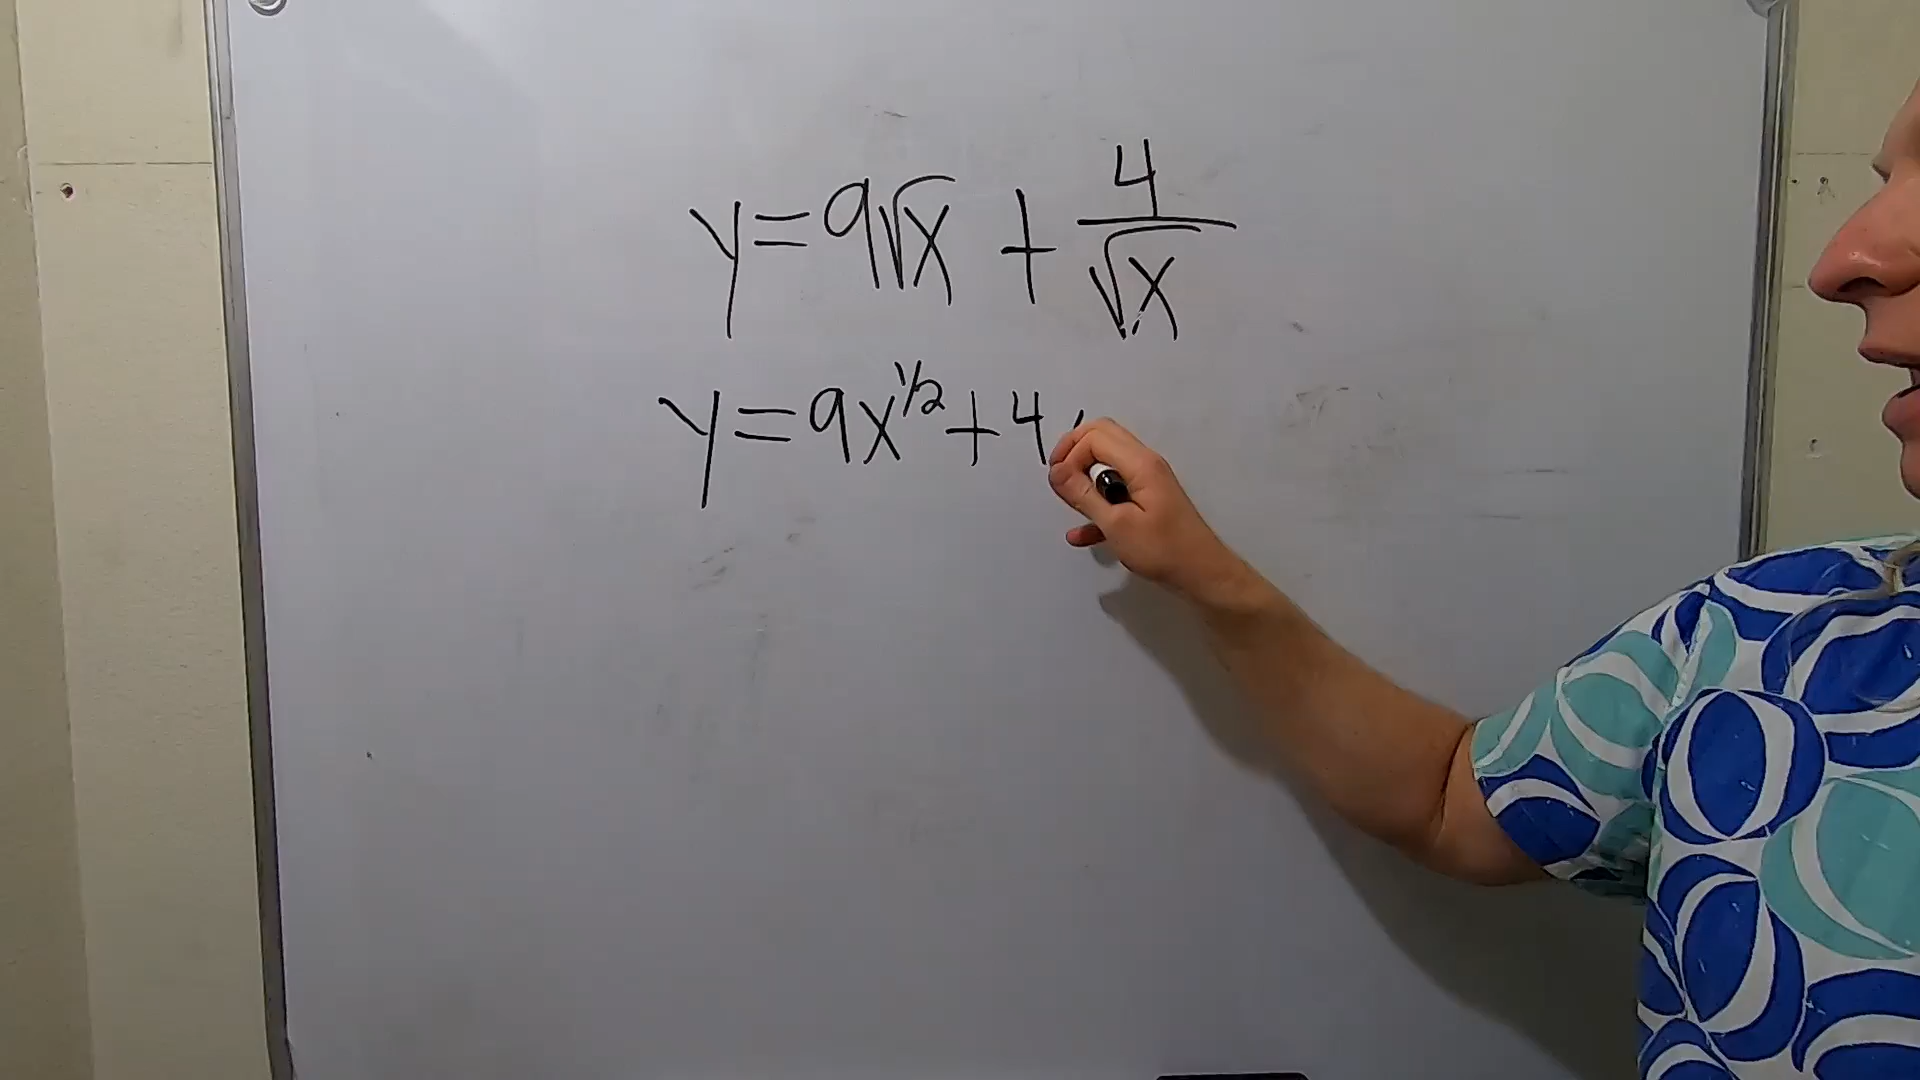 y=9√x + 4/√x
y=9x^1/2+4